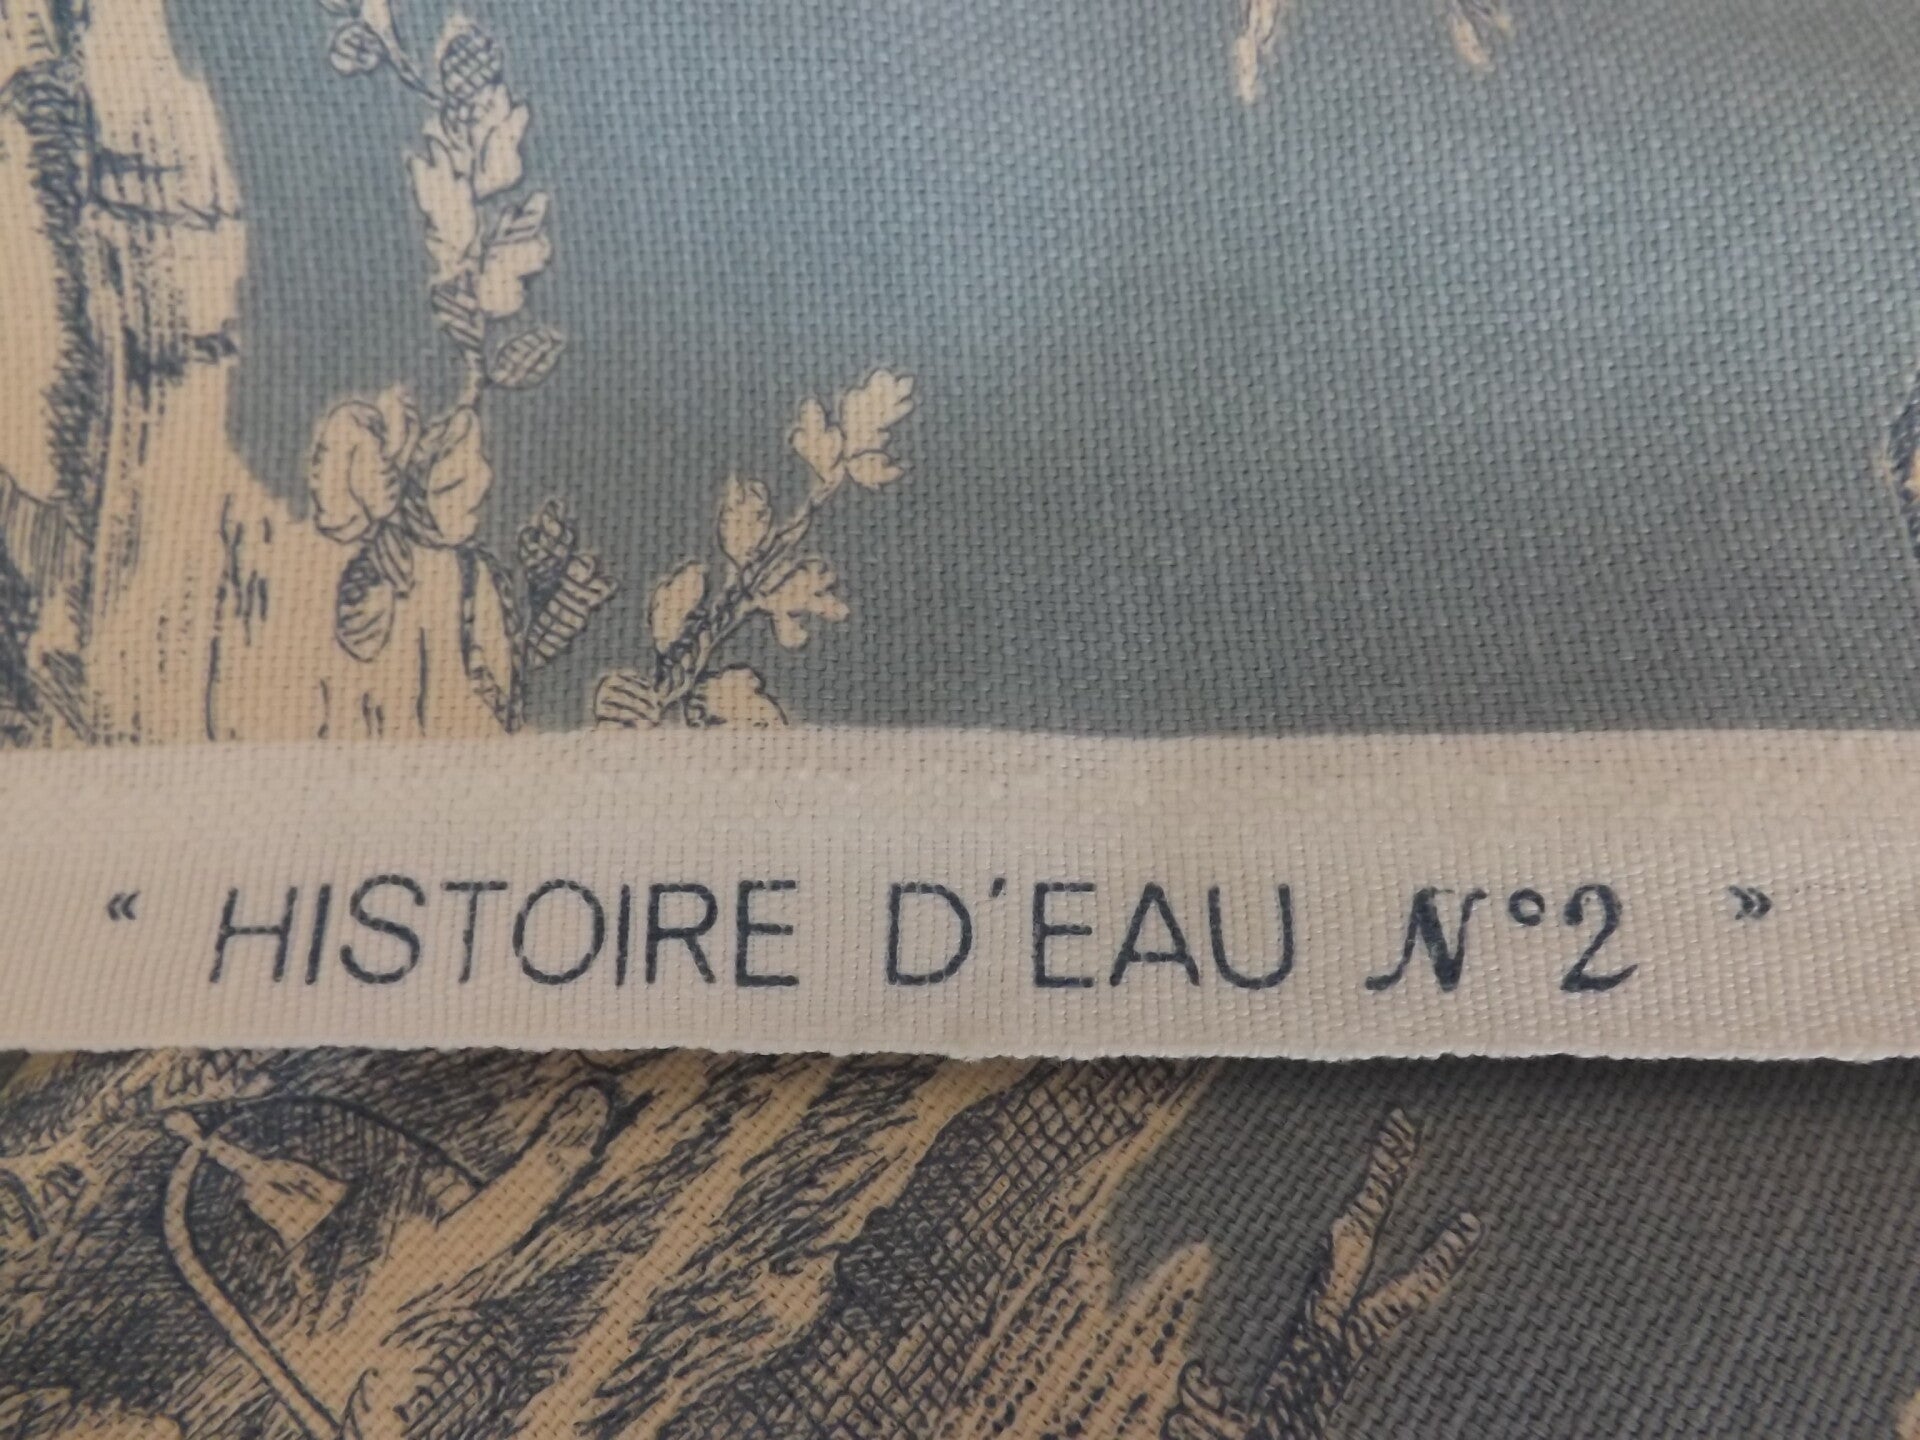 « HISTOIRE D'EAU N°2 »